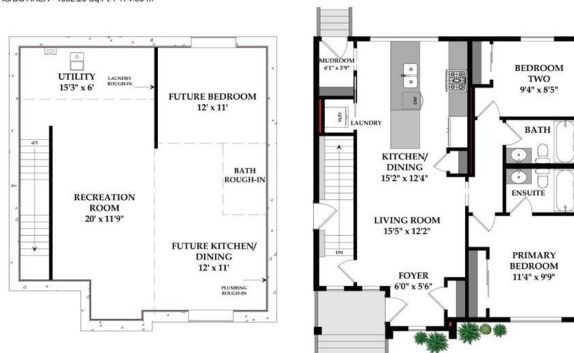 UTILITY
15'3" x 6'
LAUNDRY
ROUGH-IN
FUTURE BEDROOM
12' x 11'
UP
BATH
ROUGH-IN
RECREATION
ROOM
20' x 11'9"
FUTURE KITCHEN/
DINING
12' x 11'
PLUMBING
ROUGH-IN
MUDROOM
6'1" x 3'9"
W/D
LAUNDRY
DW
KITCHEN/
DINING
15'2" x 12'4"
BEDROOM
TWO
9'4" x 8'5"
BATH
ENSUITE
LIVING ROOM
15'5" x 12'2"
DN
FOYER
6'0" x 5'6"
PRIMARY
BEDROOM
11'4" x 9'9"